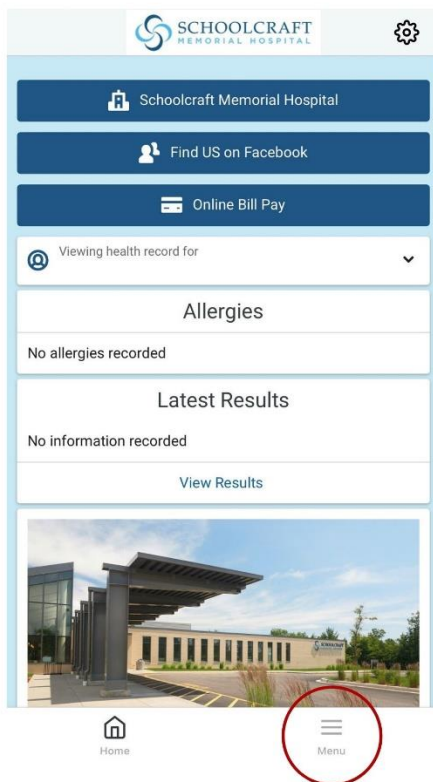 SCHOOLCRAFT
MEMORIAL HOSPITAL
Schoolcraft Memorial Hospital
Find US on Facebook
Online Bill Pay
Viewing health record for
Allergies
No allergies recorded
Latest Results
No information recorded
View Results
SCHOOLCRAFT
Home
Menu